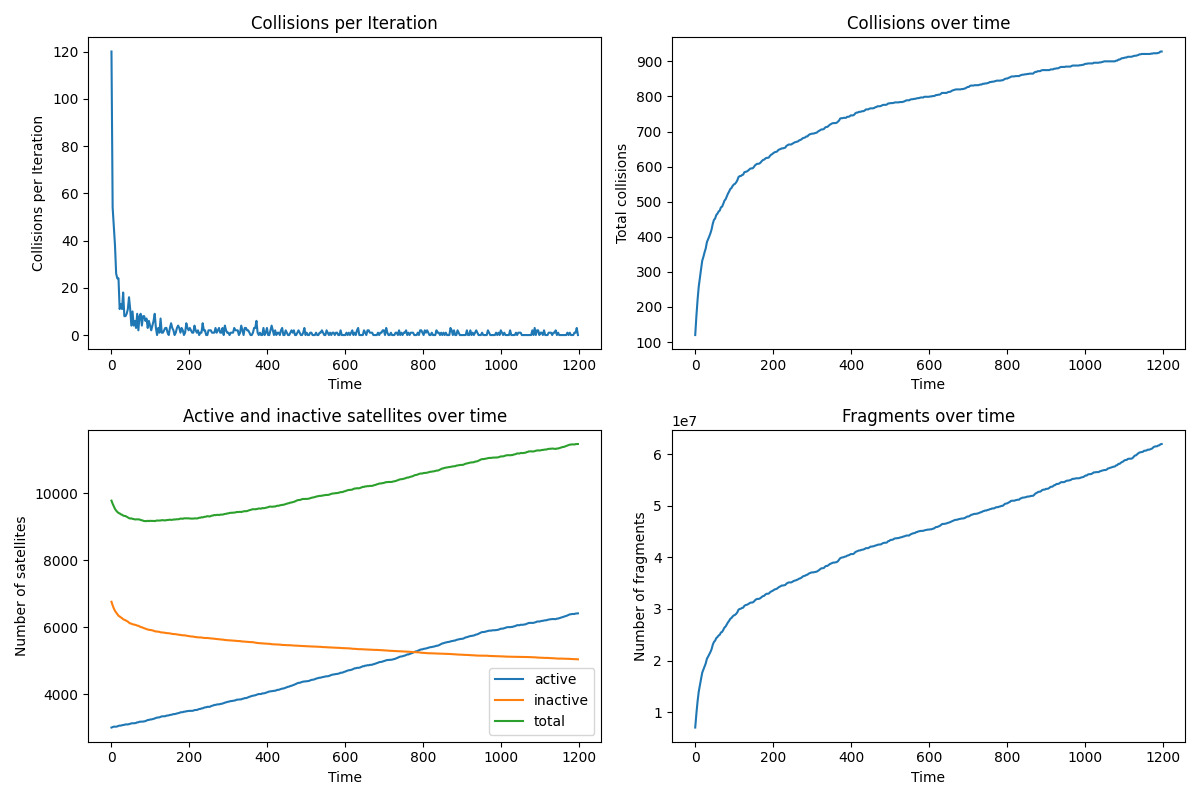 Collisions per Iteration
Collisions per Iteration
120
100
80
60
40
20
0
0 200 400 600 800 1000 1200
Time
Collisions over time
Total collisions
900
800
700
600
500
400
300
200
100
0 200 400 600 800 1000 1200
Time
Active and inactive satellites over time
Number of satellites
10000
8000
6000
4000
active
inactive
total
0 200 400 600 800 1000 1200
Time
Fragments over time
1e7
Number of fragments
6
5
4
3
2
1
0 200 400 600 800 1000 1200
Time